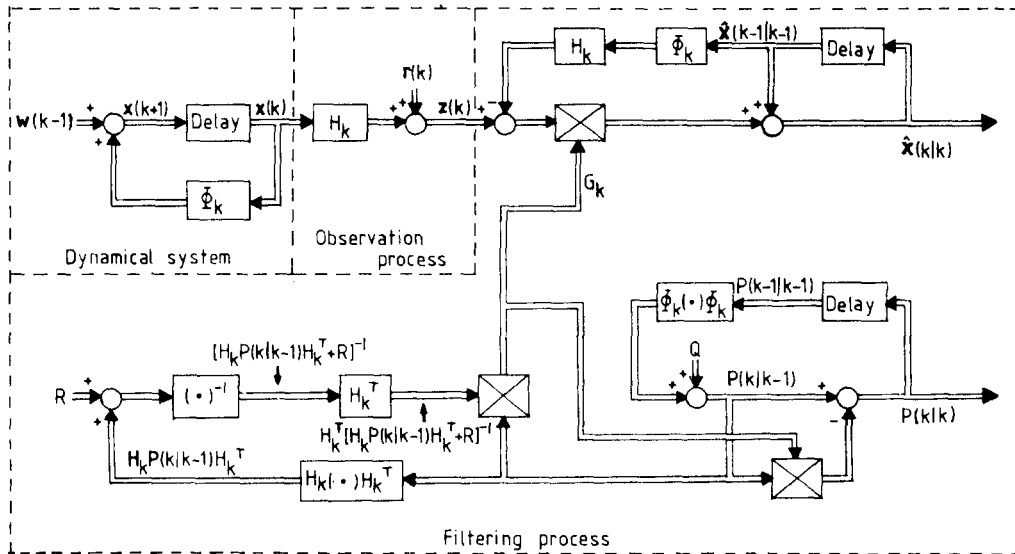 x̂(k-1|k-1)
H_k
Φ_k
Delay
r(k)
+
+
-
+
w(k-1)
+
x(k+1)
Delay
x(k)
H_k
z(k)
+
+
+
x̂(k|k)
Φ_k
G_k
Dynamical system
Observation
process
Φ_k(•)Φ_k
P(k-1|k-1)
Delay
[H_kP(k|k-1)H_k^T+R]^-1
Q
R
+
(•)^-1
H_k^T
+
+
P(k|k-1)
+
-
P(k|k)
+
H_k^T[H_kP(k|k-1)H_k^T+R]^-1
H_kP(k|k-1)H_k^T
H_k(•)H_k^T
Filtering process